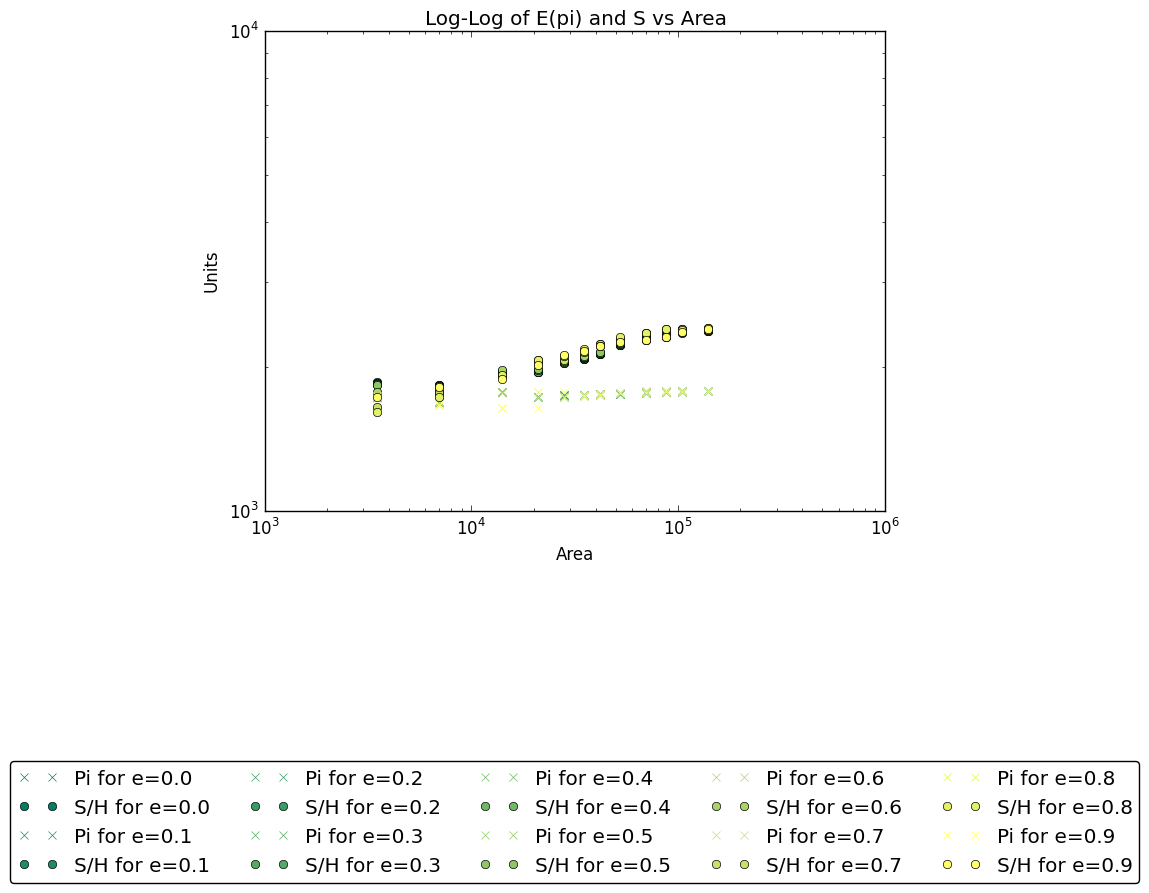 Log-Log of E(pi) and S vs Area
10^4
Units
10^3
10^3 10^4 10^5 10^6
Area
Pi for e=0.0 Pi for e=0.2 Pi for e=0.4 Pi for e=0.6 Pi for e=0.8
S/H for e=0.0 S/H for e=0.2 S/H for e=0.4 S/H for e=0.6 S/H for e=0.8
Pi for e=0.1 Pi for e=0.3 Pi for e=0.5 Pi for e=0.7 Pi for e=0.9
S/H for e=0.1 S/H for e=0.3 S/H for e=0.5 S/H for e=0.7 S/H for e=0.9